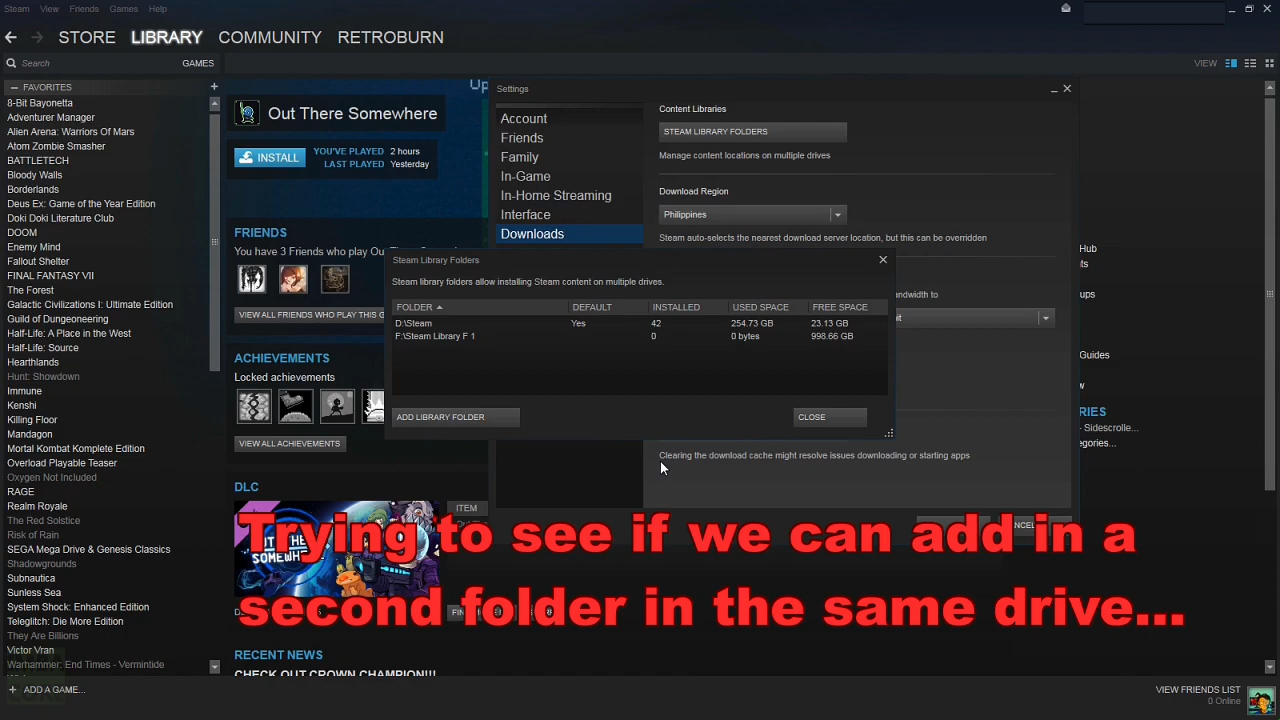 Steam View Friends Games Help
STORE LIBRARY COMMUNITY RETROBURN
Search GAMES
VIEW
FAVORITES
8-Bit Bayonetta
Adventurer Manager
Alien Arena: Warriors Of Mars
Atom Zombie Smasher
BATTLETECH
Bloody Walls
Borderlands
Deus Ex: Game of the Year Edition
Doki Doki Literature Club
DOOM
Enemy Mind
Fallout Shelter
FINAL FANTASY VII
The Forest
Galactic Civilizations I: Ultimate Edition
Guild of Dungeoneering
Half-Life: A Place in the West
Half-Life: Source
Hearthlands
Hunt: Showdown
Immune
Kenshi
Killing Floor
Mandagon
Mortal Kombat Komplete Edition
Overload Playable Teaser
Oxygen Not Included
RAGE
Realm Royale
The Red Solstice
Risk of Rain
SEGA Mega Drive & Genesis Classics
Shadowgrounds
Subnautica
Sunless Sea
System Shock: Enhanced Edition
Teleglitch: Die More Edition
They Are Billions
Victor Vran
Warhammer: End Times - Vermintide
ADD A GAME...
Up
Out There Somewhere
INSTALL
YOU'VE PLAYED 2 hours
LAST PLAYED Yesterday
FRIENDS
You have 3 Friends who play Ou
VIEW ALL FRIENDS WHO PLAY THIS G
ACHIEVEMENTS
Locked achievements
VIEW ALL ACHIEVEMENTS
DLC
ITEM
RECENT NEWS
CHECK OUT CROWN CHAMPION!!!
Settings
Account
Friends
Family
In-Game
In-Home Streaming
Interface
Downloads
Content Libraries
STEAM LIBRARY FOLDERS
Manage content locations on multiple drives
Download Region
Philippines
Steam auto-selects the nearest download server location, but this can be overridden
ndwidth to
it
Clearing the download cache might resolve issues downloading or starting apps
Steam Library Folders
Steam library folders allow installing Steam content on multiple drives.
FOLDER DEFAULT INSTALLED USED SPACE FREE SPACE
D:\Steam Yes 42 254.73 GB 23.13 GB
F:\Steam Library F 1 0 0 bytes 998.66 GB
ADD LIBRARY FOLDER CLOSE
Hub
ts
ups
Guides
w
RIES
- Sidescrolle...
egories...
Trying to see if we can add in a
second folder in the same drive...
VIEW FRIENDS LIST
0 Online